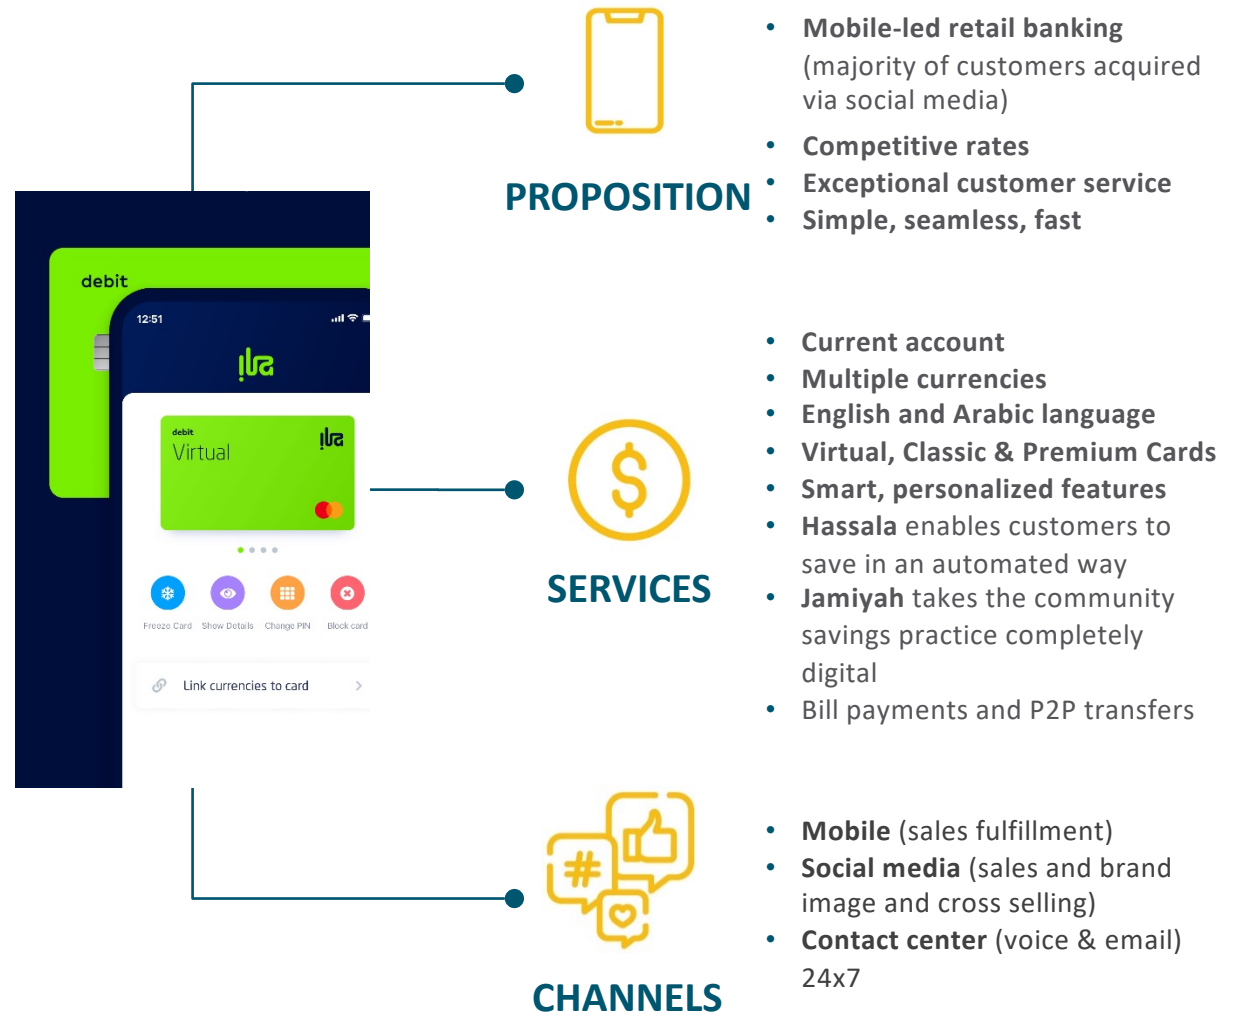 • Mobile-led retail banking
(majority of customers acquired
via social media)
• Competitive rates
• Exceptional customer service
• Simple, seamless, fast
PROPOSITION
debit
12:51
ila
debit
Virtual
ila
Freeze Card
Show Details
Change PIN
Block card
Link currencies to card
• Current account
• Multiple currencies
• English and Arabic language
• Virtual, Classic & Premium Cards
• Smart, personalized features
• Hassala enables customers to
save in an automated way
• Jamiyah takes the community
savings practice completely
digital
• Bill payments and P2P transfers
$
SERVICES
• Mobile (sales fulfillment)
• Social media (sales and brand
image and cross selling)
• Contact center (voice & email)
24x7
#
CHANNELS